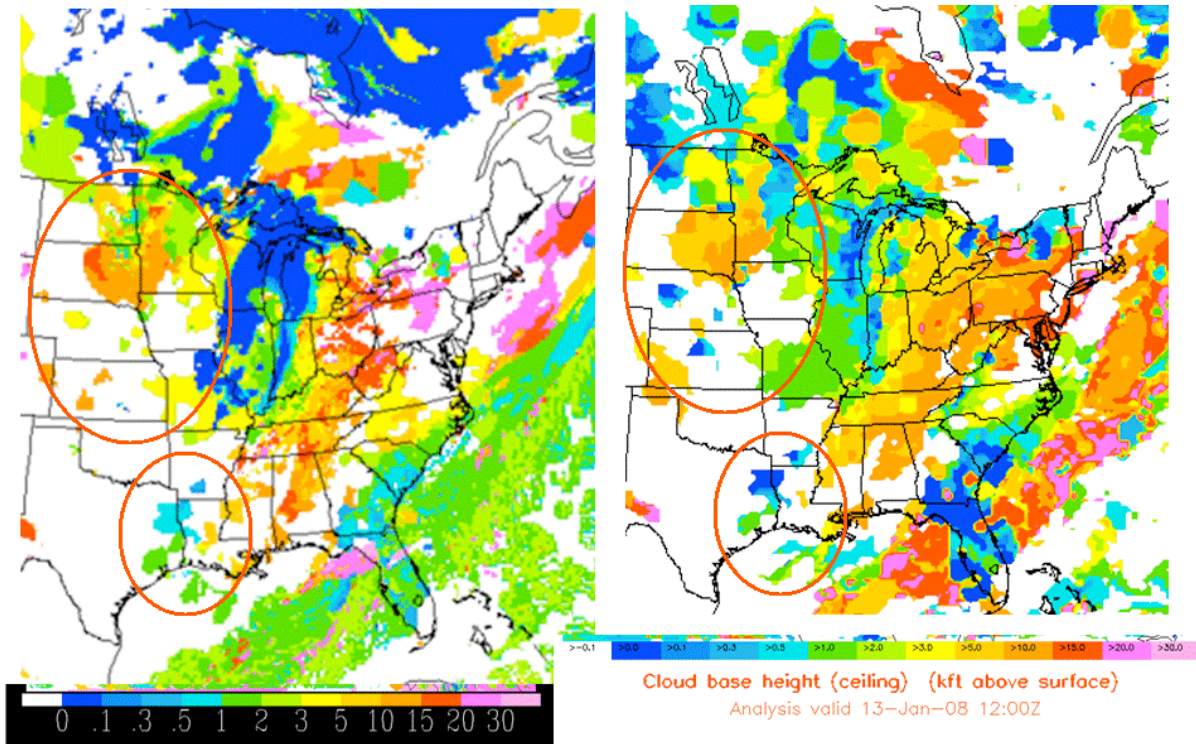 >-0.1 >0.0 >0.1 >0.3 >0.5 >1.0 >2.0 >3.0 >5.0 >10.0 >15.0 >20.0 >30.0
Cloud base height (ceiling) (kft above surface)
Analysis valid 13-Jan-08 12:00Z
0 .1 .3 .5 1 2 3 5 10 15 20 30